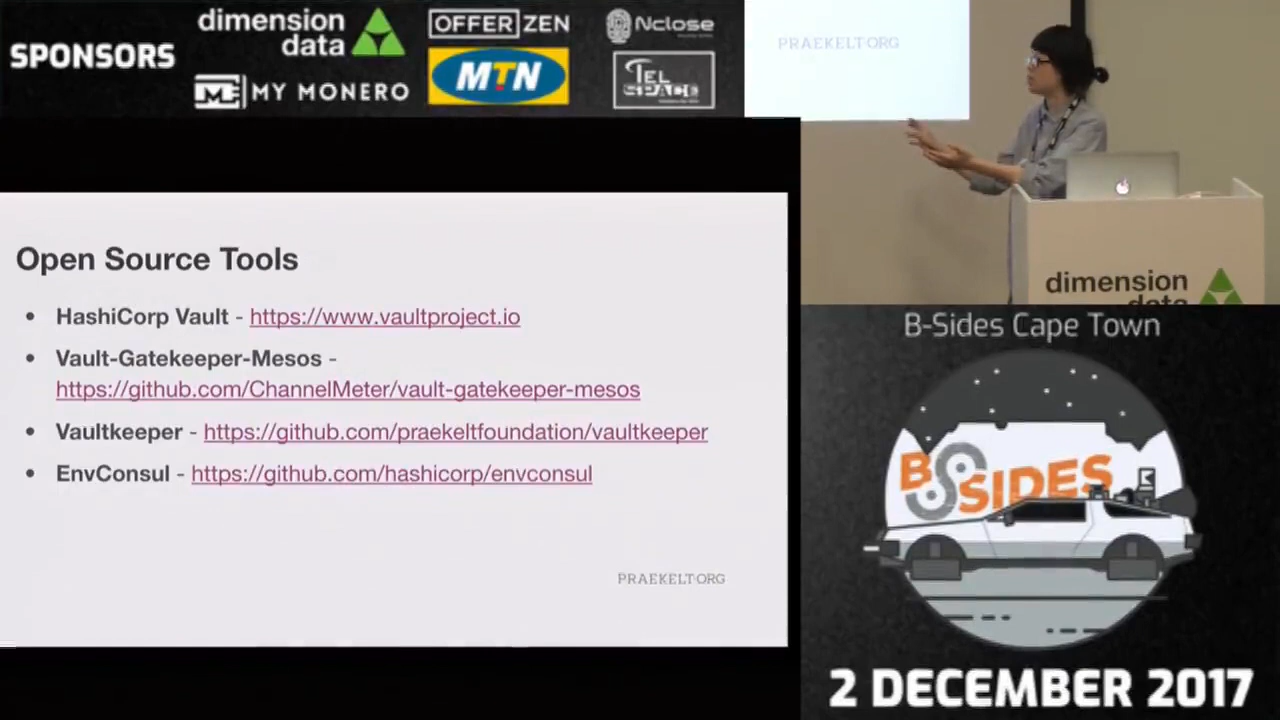 SPONSORS
dimension
data
OFFER ZEN
Nclose
MY MONERO
MTN
TEL
SPACE
PRAEKELT.ORG
Open Source Tools
• HashiCorp Vault - https://www.vaultproject.io
• Vault-Gatekeeper-Mesos -
https://github.com/ChannelMeter/vault-gatekeeper-mesos
• Vaultkeeper - https://github.com/praekeltfoundation/vaultkeeper
• EnvConsul - https://github.com/hashicorp/envconsul
PRAEKELT.ORG
dimension
data
B-Sides Cape Town
BSIDES
2 DECEMBER 2017